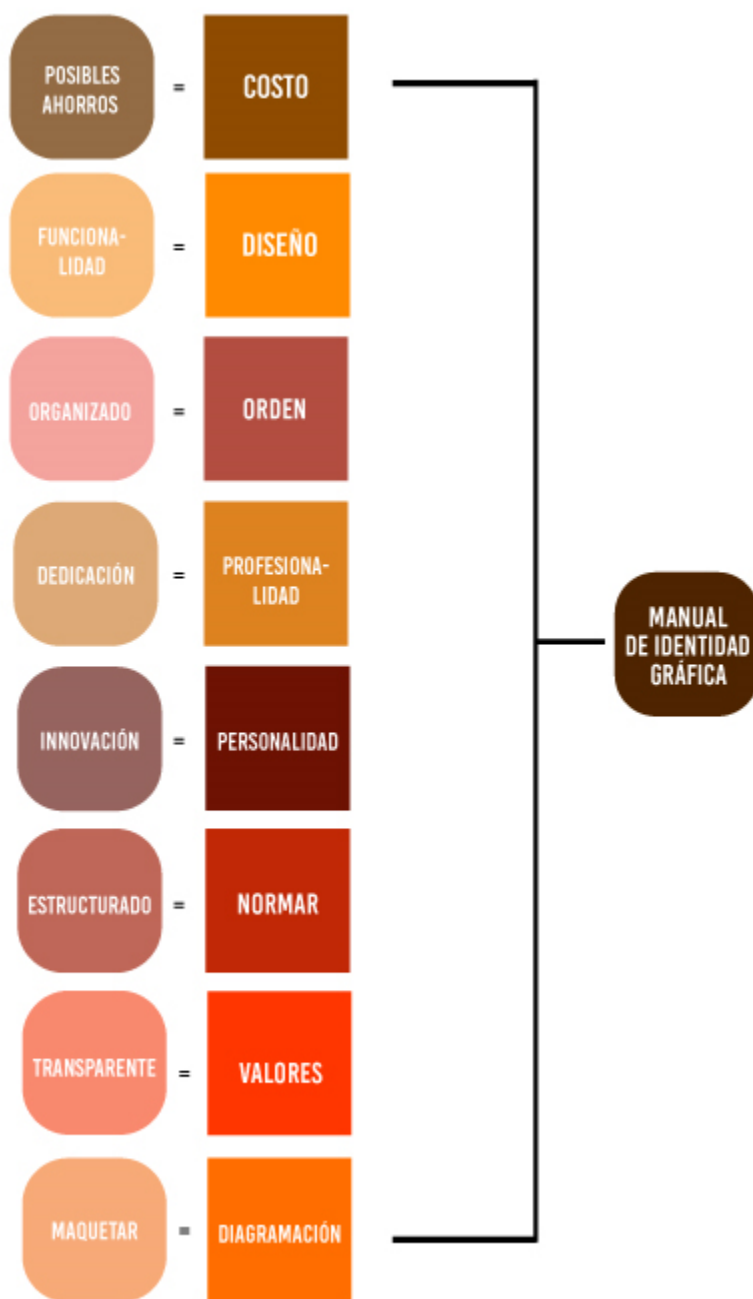 POSIBLES
AHORROS
=
COSTO
FUNCIONA-
LIDAD
=
DISEÑO
ORGANIZADO
=
ORDEN
DEDICACIÓN
=
PROFESIONA-
LIDAD
INNOVACIÓN
=
PERSONALIDAD
ESTRUCTURADO
=
NORMAR
TRANSPARENTE
=
VALORES
MAQUETAR
=
DIAGRAMACIÓN
MANUAL
DE IDENTIDAD
GRÁFICA